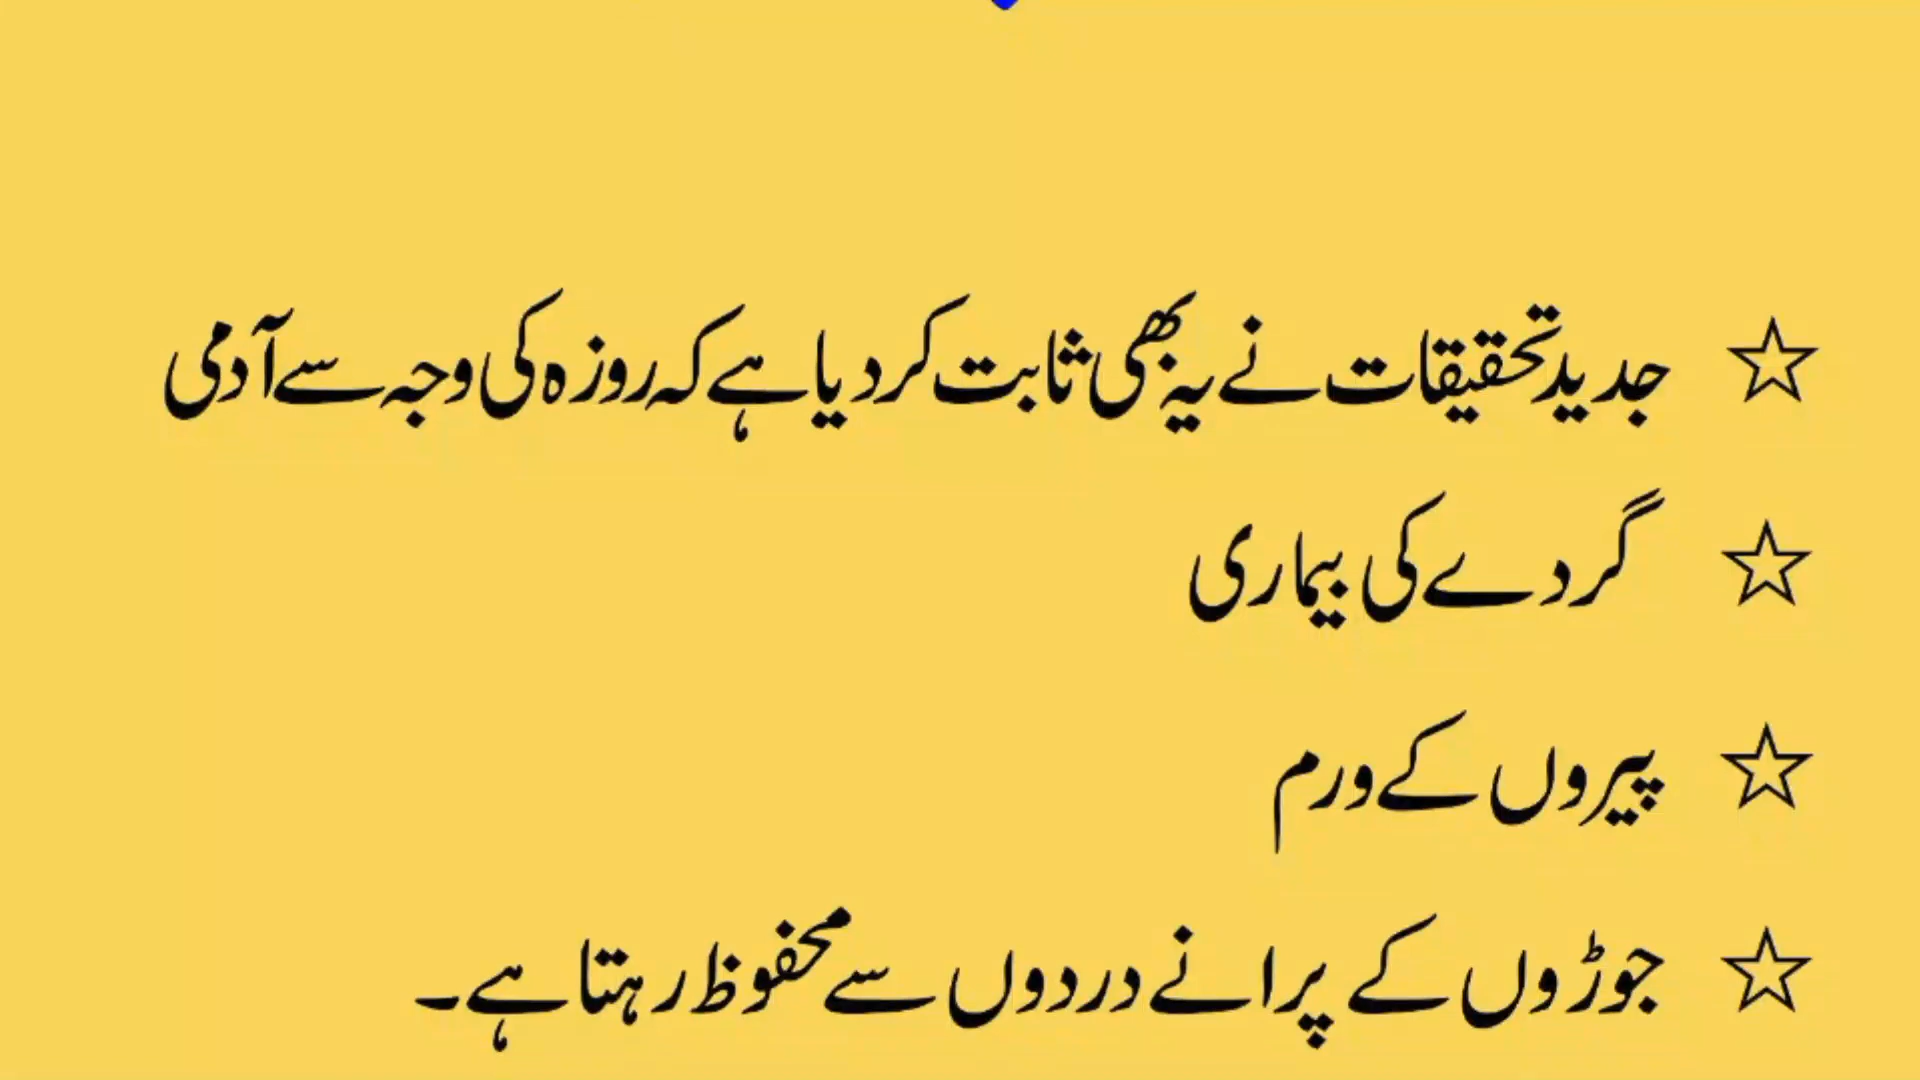 ☆ جدید تحقیقات نے یہ بھی ثابت کر دیا ہے کہ روزہ کی وجہ سے آدمی
☆ گردے کی بیماری
☆ پیروں کے ورم
☆ جوڑوں کے پرانے دردوں سے محفوظ رہتا ہے۔